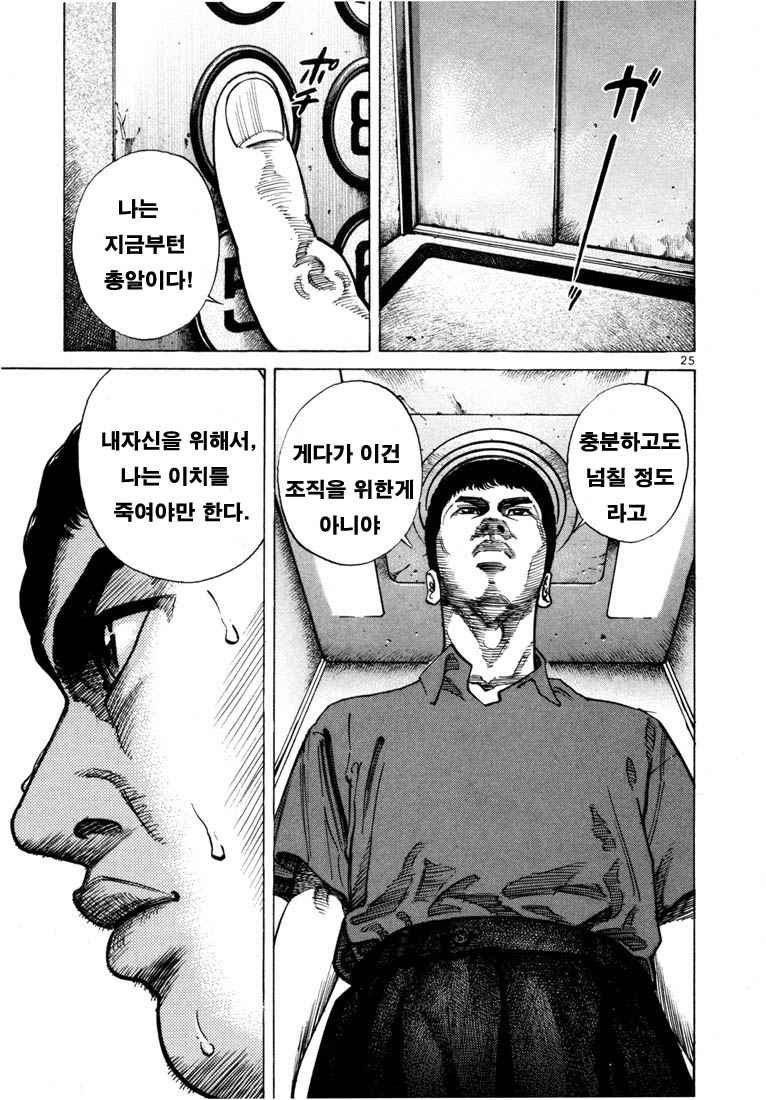 ガ
ポチ
8
5
나는
지금부턴
총알이다!
25
충분하고도
넘칠 정도
라고
게다가 이건
조직을 위한게
아니야
내자신을 위해서,
나는 이치를
죽여야만 한다.